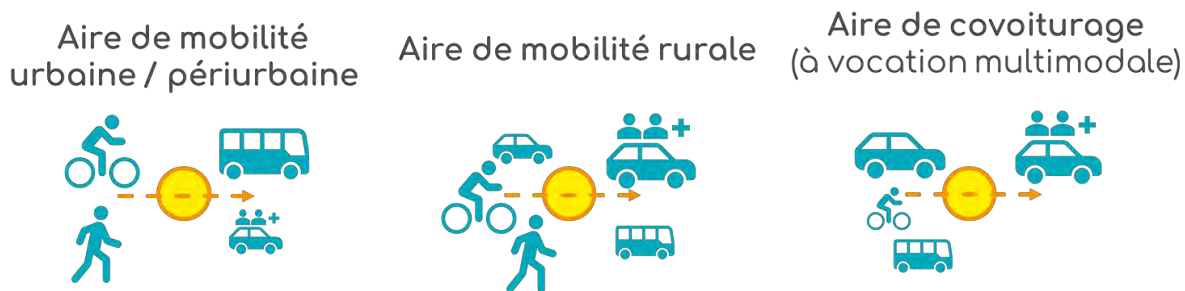 Aire de mobilité
urbaine / périurbaine
Aire de mobilité rurale
Aire de covoiturage
(à vocation multimodale)